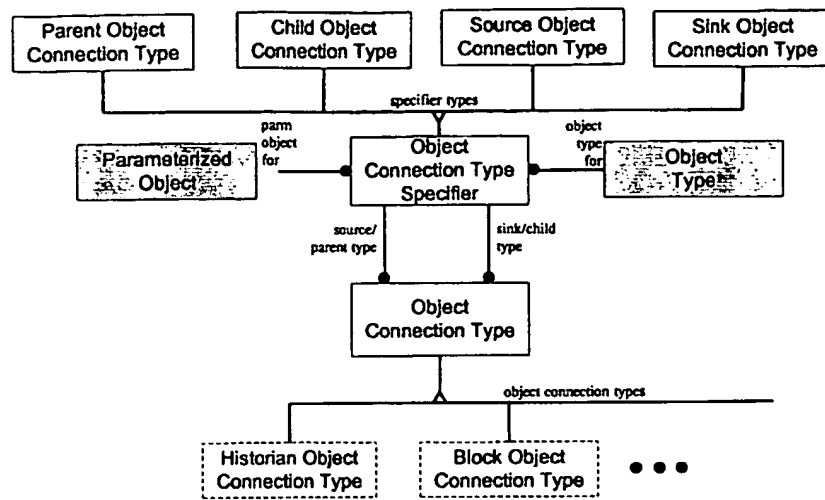 Parent Object
Connection Type
Child Object
Connection Type
Source Object
Connection Type
Sink Object
Connection Type
specifier types
parm
object
for
Parameterized
Object
Object
Connection Type
Specifier
object
type
for
Object
Type
source/
parent type
sink/child
type
Object
Connection Type
object connection types
Historian Object
Connection Type
Block Object
Connection Type